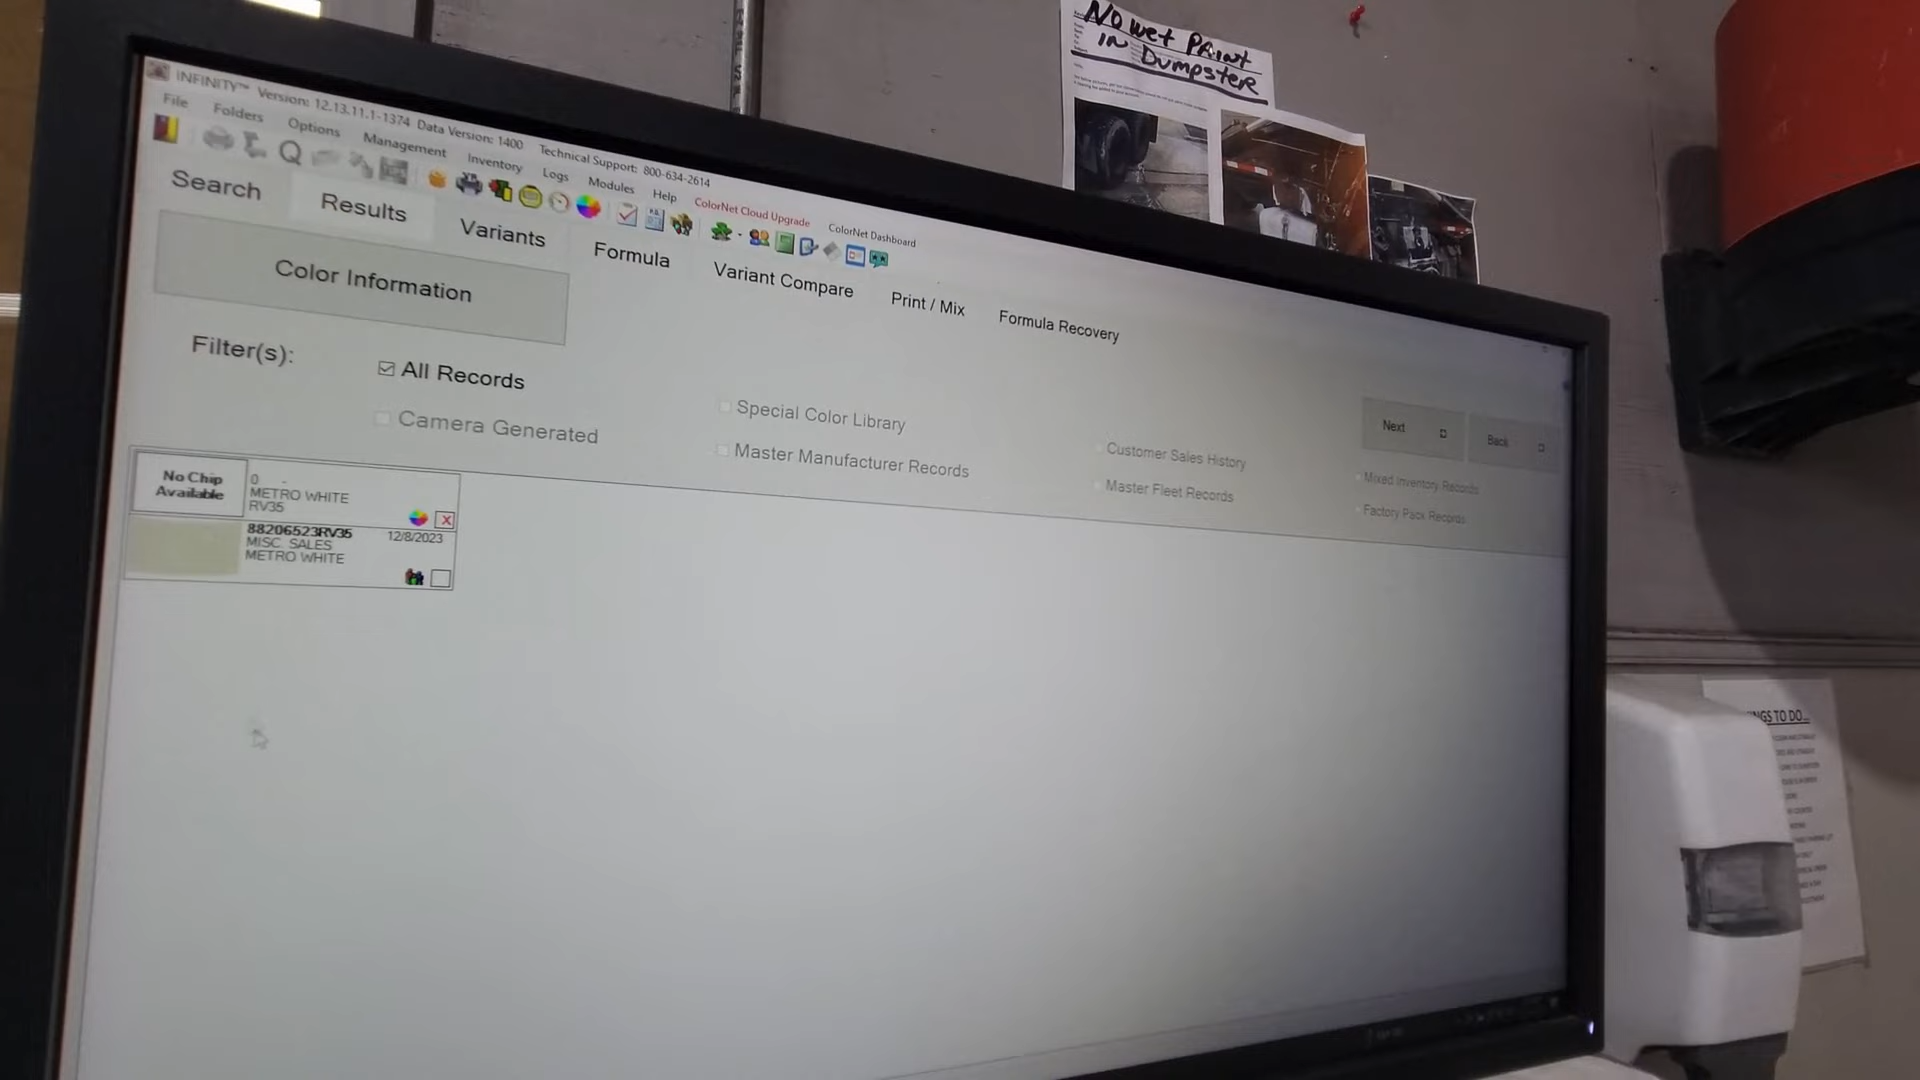 No wet PAINT
IN Dumpstere
INFINITY™ Version: 12.13.11.1-1374 Data Version: 1400 Technical Support: 800-634-2614
File Folders Options Management Inventory Logs Modules Help ColorNet Cloud Upgrade ColorNet Dashboard
Search Results Variants Formula Variant Compare Print / Mix Formula Recovery
Color Information
Filter(s):
All Records
Camera Generated
Special Color Library
Master Manufacturer Records
Customer Sales History
Master Fleet Records
Mixed Inventory Records
Factory Pack Records
Next
Back
No Chip
Available
0 -
METRO WHITE
RV35
88206523RV35 12/8/2023
MISC. SALES
METRO WHITE
NGS TO DO...